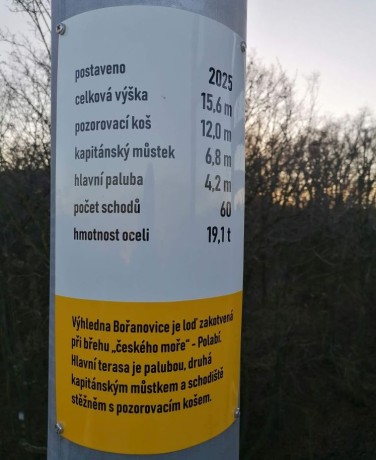 postaveno 2025
celková výška 15,6 m
pozorovací koš 12,0 m
kapitánský můstek 6,8 m
hlavní paluba 4,2 m
počet schodů 60
hmotnost oceli 19,1 t
Výhledna Bořanovice je loď zakotvená
při břehu „českého moře“ - Polabí.
Hlavní terasa je palubou, druhá
kapitánským můstkem a schodiště
stěžněm s pozorovacím košem.